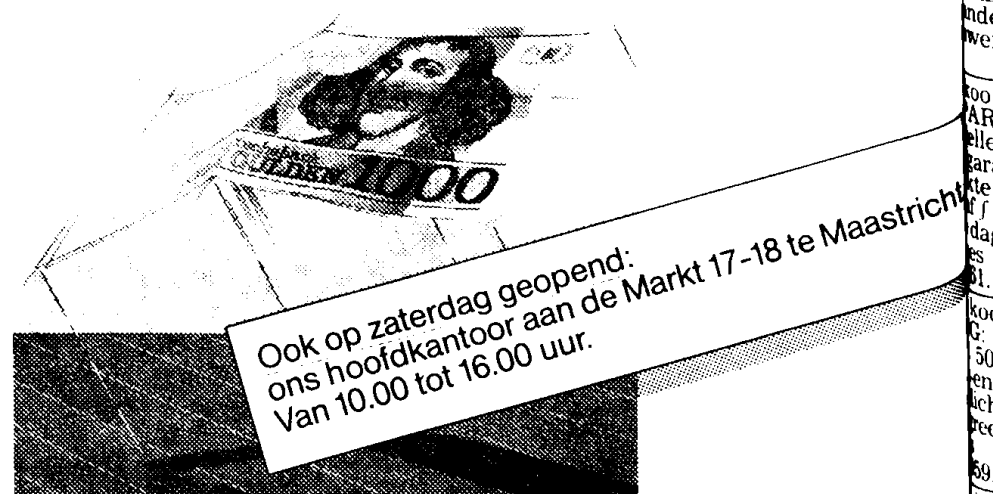 GULDEN 1000
Ook op zaterdag geopend:
ons hoofdkantoor aan de Markt 17-18 te Maastricht
Van 10.00 tot 16.00 uur.